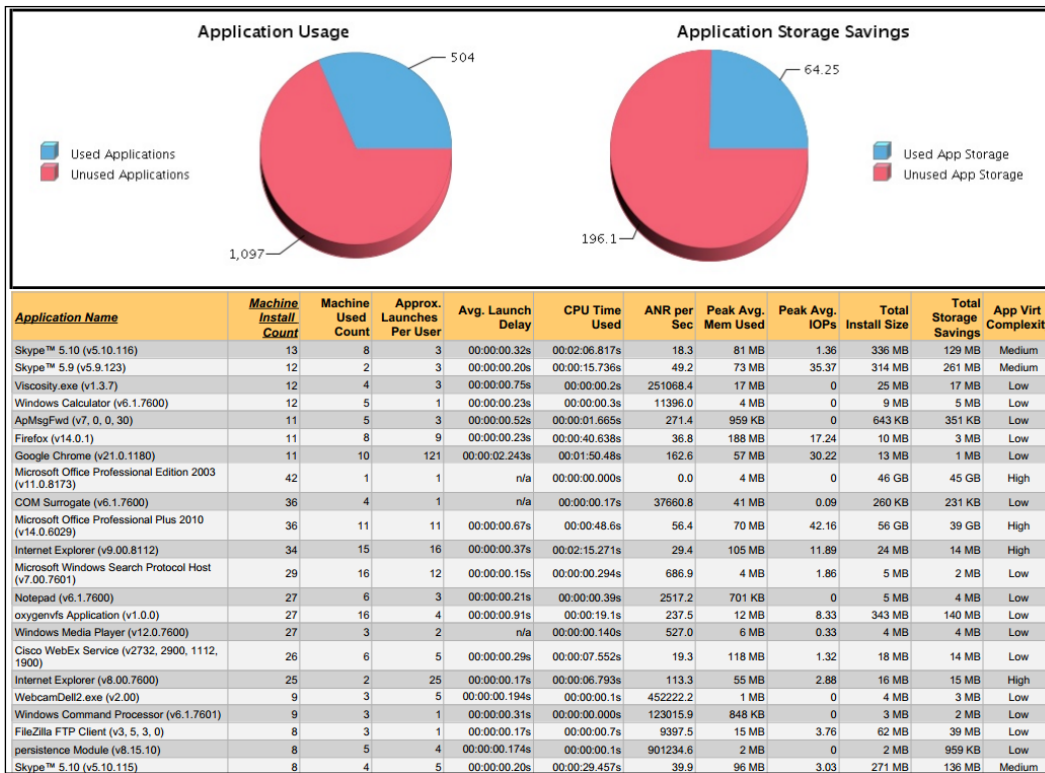 Application Usage
504
Used Applications
Unused Applications
1,097
Application Storage Savings
64.25
Used App Storage
Unused App Storage
196.1
Application Name Machine Install Count Machine Used Count Approx. Launches Per User Avg. Launch Delay CPU Time Used ANR per Sec Peak Avg. Mem Used Peak Avg. IOPs Total Install Size Total Storage Savings App Virt Complexit
Skype™ 5.10 (v5.10.116) 13 8 3 00:00:00.32s 00:02:06.817s 18.3 81 MB 1.36 336 MB 129 MB Medium
Skype™ 5.9 (v5.9.123) 12 2 3 00:00:00.20s 00:00:15.736s 49.2 73 MB 35.37 314 MB 261 MB Medium
Viscosity.exe (v1.3.7) 12 4 3 00:00:00.75s 00:00:00.2s 251068.4 17 MB 0 25 MB 17 MB Low
Windows Calculator (v6.1.7600) 12 5 1 00:00:00.23s 00:00:00.3s 11396.0 4 MB 0 9 MB 5 MB Low
ApMsgFwd (v7, 0, 0, 30) 11 5 3 00:00:00.52s 00:00:01.665s 271.4 959 KB 0 643 KB 351 KB Low
Firefox (v14.0.1) 11 8 9 00:00:00.23s 00:00:40.638s 36.8 188 MB 17.24 10 MB 3 MB Low
Google Chrome (v21.0.1180) 11 10 121 00:00:02.243s 00:01:50.48s 162.6 57 MB 30.22 13 MB 1 MB Low
Microsoft Office Professional Edition 2003 (v11.0.8173) 42 1 1 n/a 00:00:00.000s 0.0 4 MB 0 46 GB 45 GB High
COM Surrogate (v6.1.7600) 36 4 1 n/a 00:00:00.17s 37660.8 41 MB 0.09 260 KB 231 KB Low
Microsoft Office Professional Plus 2010 (v14.0.6029) 36 11 11 00:00:00.67s 00:00:48.6s 56.4 70 MB 42.16 56 GB 39 GB High
Internet Explorer (v9.00.8112) 34 15 16 00:00:00.37s 00:02:15.271s 29.4 105 MB 11.89 24 MB 14 MB High
Microsoft Windows Search Protocol Host (v7.00.7601) 29 16 12 00:00:00.15s 00:00:00.294s 686.9 4 MB 1.86 5 MB 2 MB Low
Notepad (v6.1.7600) 27 6 3 00:00:00.21s 00:00:00.39s 2517.2 701 KB 0 5 MB 4 MB Low
oxygenvfs Application (v1.0.0) 27 16 4 00:00:00.91s 00:00:19.1s 237.5 12 MB 8.33 343 MB 140 MB Low
Windows Media Player (v12.0.7600) 27 3 2 n/a 00:00:00.140s 527.0 6 MB 0.33 4 MB 4 MB Low
Cisco WebEx Service (v2732, 2900, 1112, 1900) 26 6 5 00:00:00.29s 00:00:07.552s 19.3 118 MB 1.32 18 MB 14 MB Low
Internet Explorer (v8.00.7600) 25 2 25 00:00:00.17s 00:00:06.793s 113.3 55 MB 2.88 16 MB 15 MB High
WebcamDell2.exe (v2.00) 9 3 5 00:00:00.194s 00:00:00.1s 452222.2 1 MB 0 4 MB 3 MB Low
Windows Command Processor (v6.1.7601) 9 3 1 00:00:00.31s 00:00:00.000s 123015.9 848 KB 0 3 MB 2 MB Low
FileZilla FTP Client (v3, 5, 3, 0) 8 3 1 00:00:00.17s 00:00:00.7s 9397.5 15 MB 3.76 62 MB 39 MB Low
persistence Module (v8.15.10) 8 5 4 00:00:00.174s 00:00:00.1s 901234.6 2 MB 0 2 MB 959 KB Low
Skype™ 5.10 (v5.10.115) 8 4 5 00:00:00.20s 00:00:29.457s 39.9 96 MB 3.03 271 MB 136 MB Medium